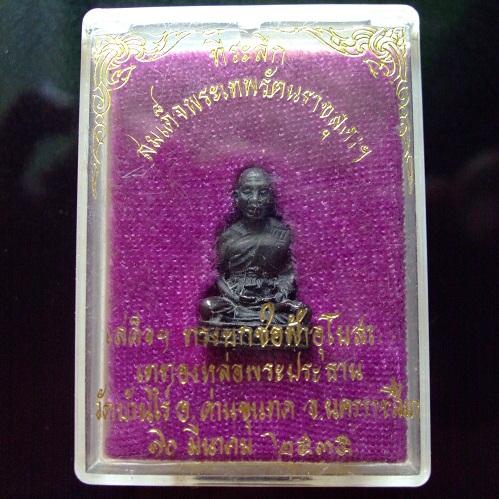 ที่ระลึก
สมเด็จพระเทพรัตนราชสุดาฯ
เสด็จฯ ทรงยกช่อฟ้าอุโบสถ
เททองหล่อพระประธาน
วัดบ้านไร่ อ. ด่านขุนทด จ. นครราชสีมา
๑๐ มีนาคม ๒๕๓๕